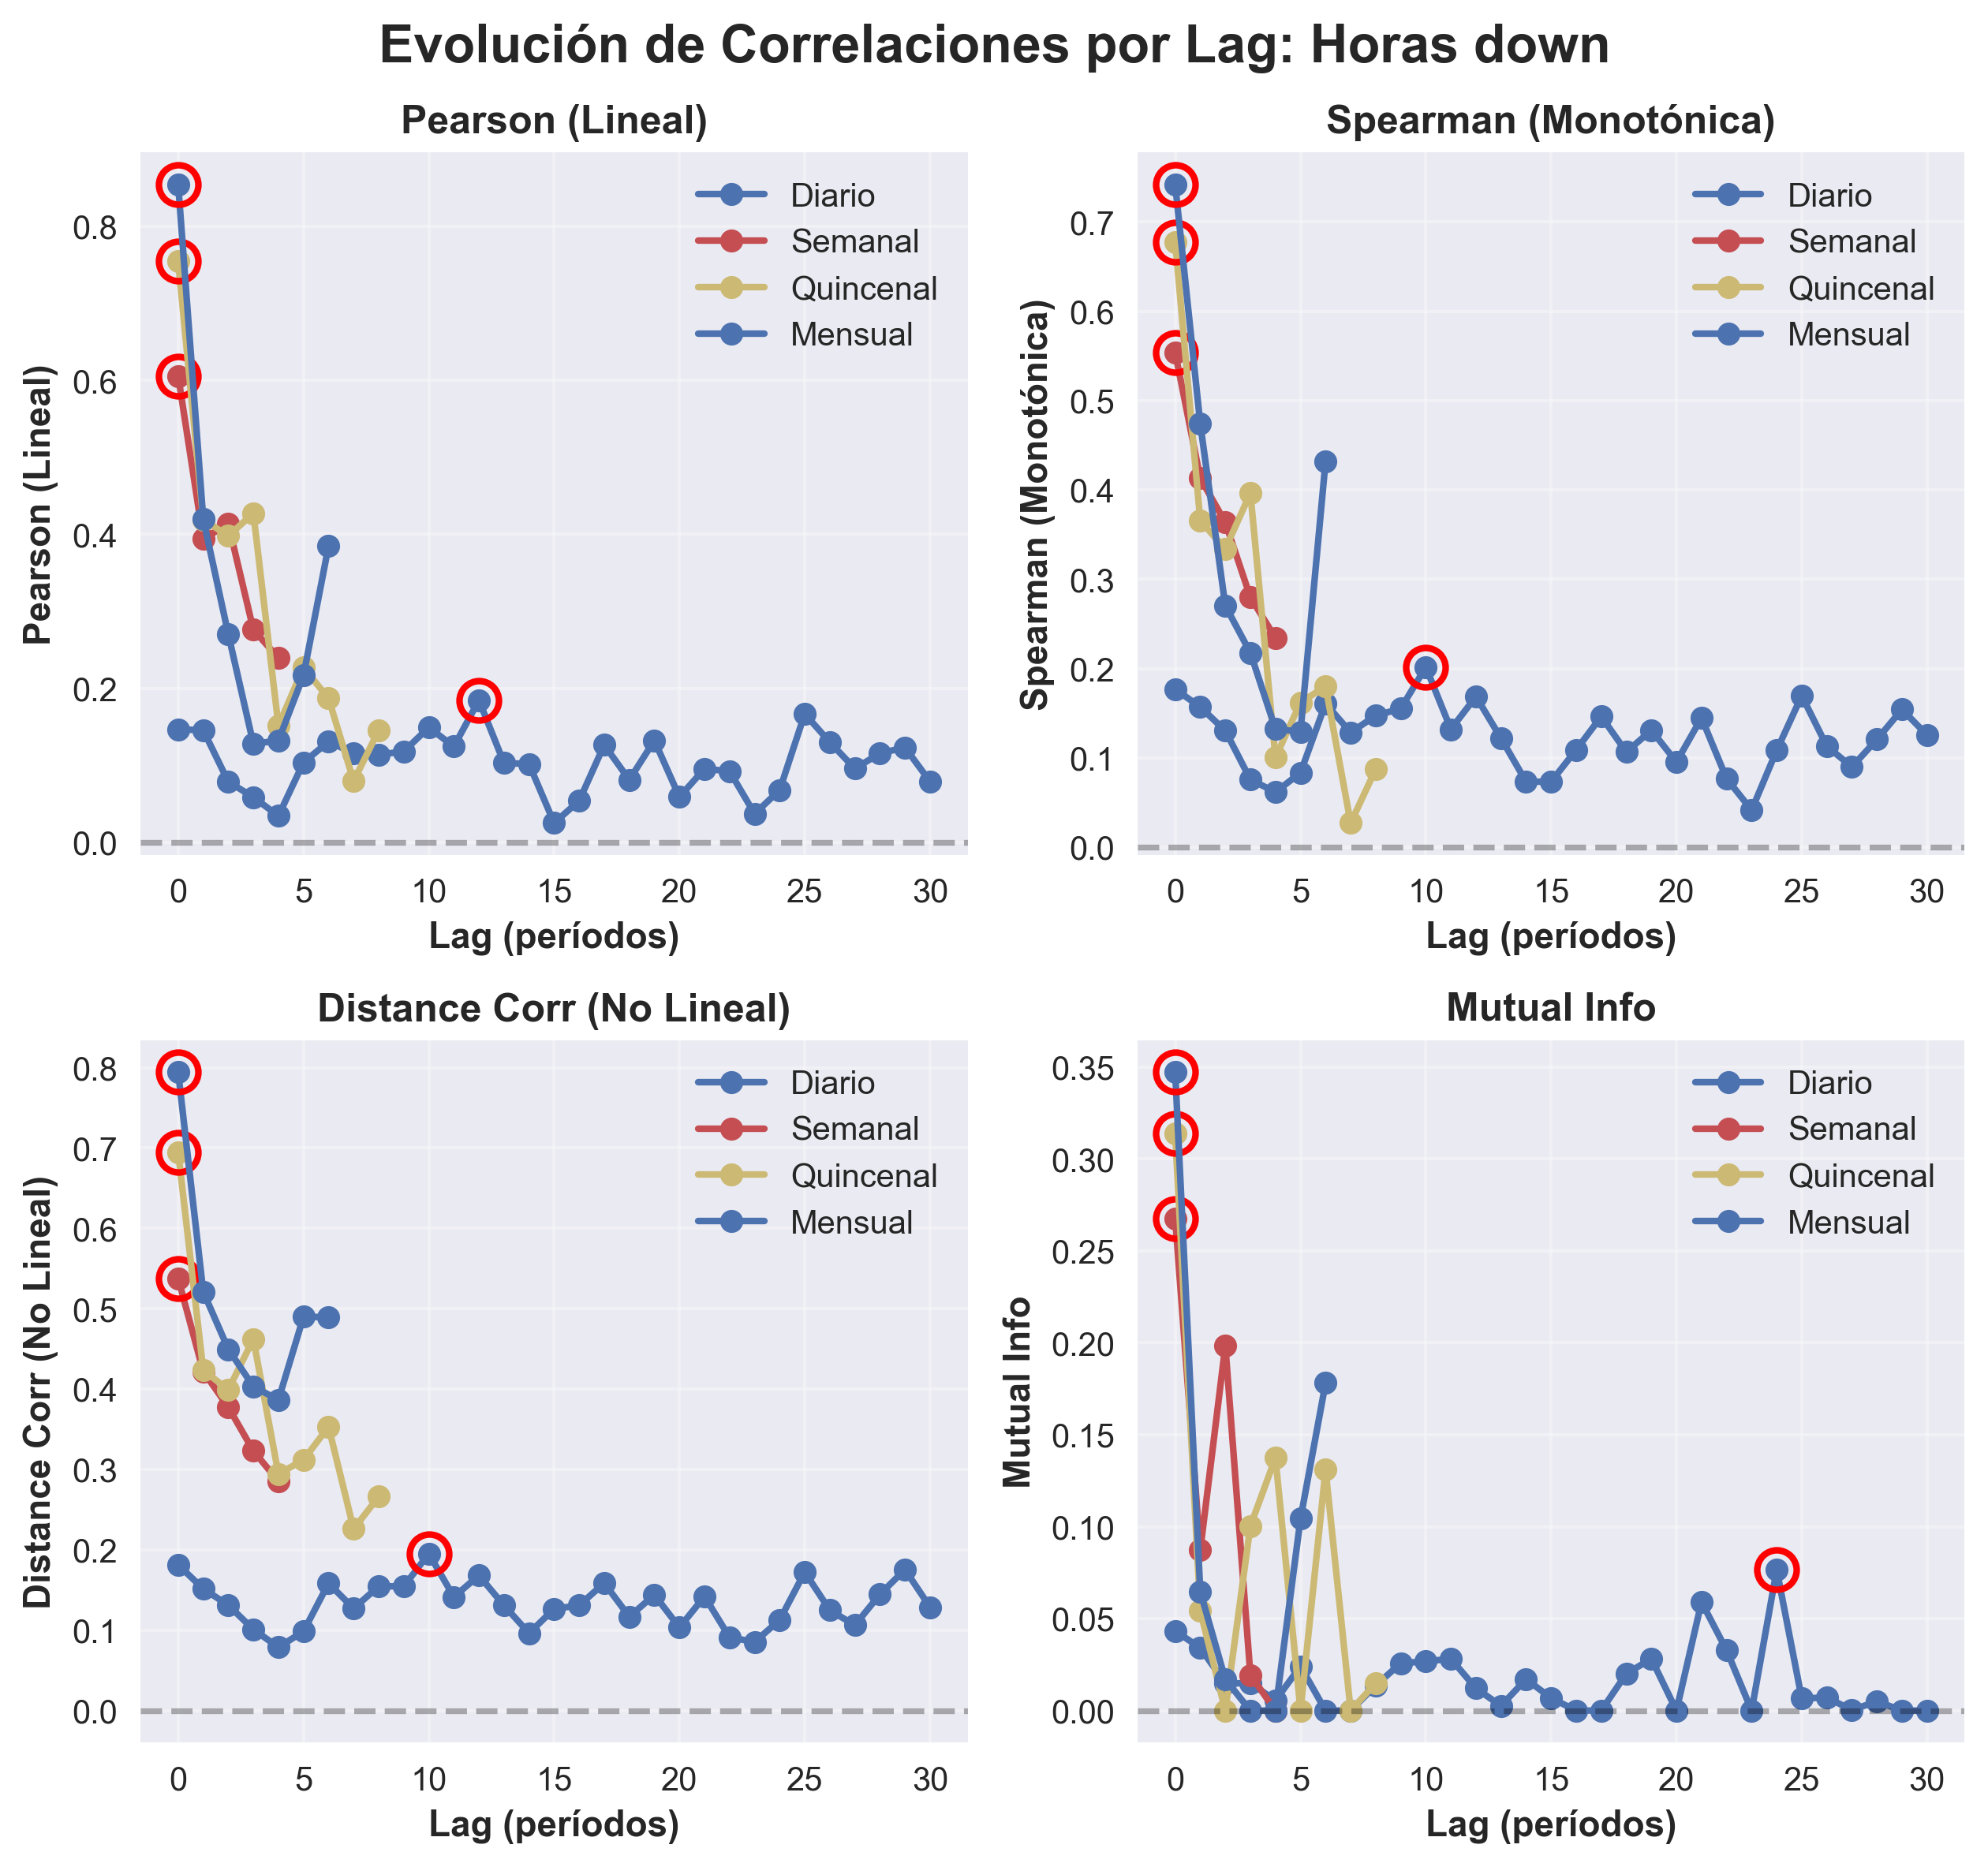 Evolución de Correlaciones por Lag: Horas down
Pearson (Lineal)
Pearson (Lineal)
0.8
0.6
0.4
0.2
0.0
Diario
Semanal
Quincenal
Mensual
0 5 10 15 20 25 30
Lag (períodos)
Spearman (Monotónica)
Spearman (Monotónica)
0.7
0.6
0.5
0.4
0.3
0.2
0.1
0.0
Diario
Semanal
Quincenal
Mensual
0 5 10 15 20 25 30
Lag (períodos)
Distance Corr (No Lineal)
Distance Corr (No Lineal)
0.8
0.7
0.6
0.5
0.4
0.3
0.2
0.1
0.0
Diario
Semanal
Quincenal
Mensual
0 5 10 15 20 25 30
Lag (períodos)
Mutual Info
Mutual Info
0.35
0.30
0.25
0.20
0.15
0.10
0.05
0.00
Diario
Semanal
Quincenal
Mensual
0 5 10 15 20 25 30
Lag (períodos)